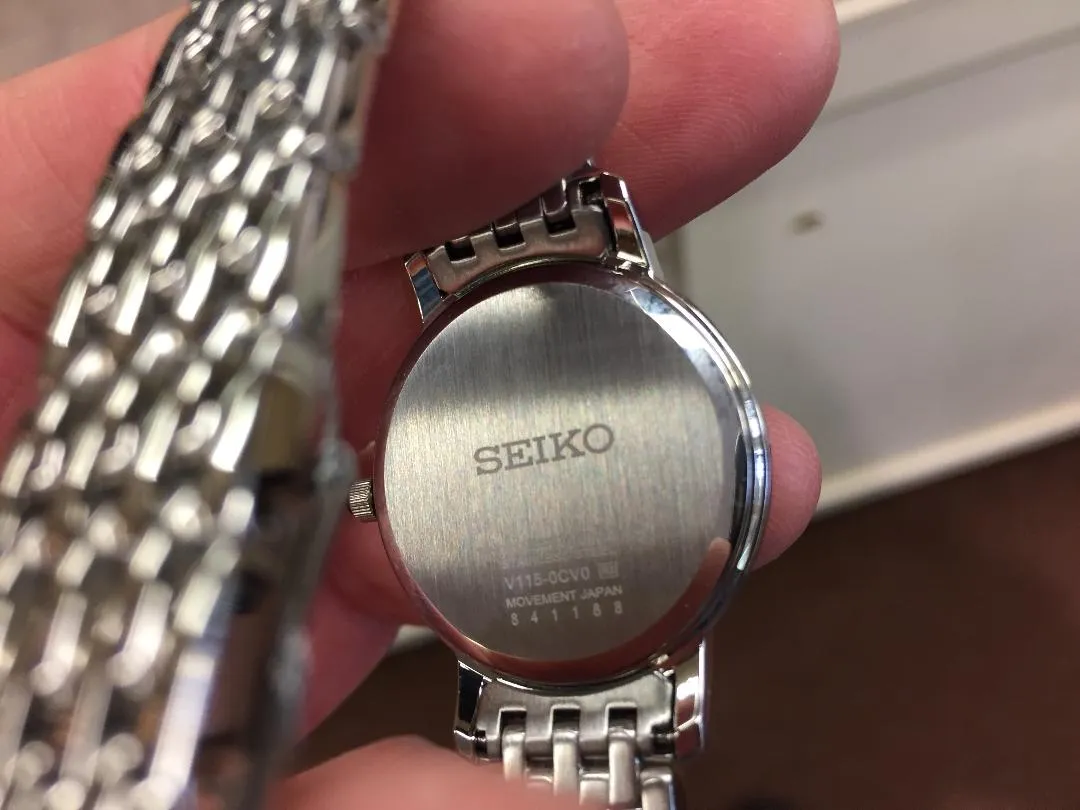 SEIKO
V115-0CV0
MOVEMENT JAPAN
841188